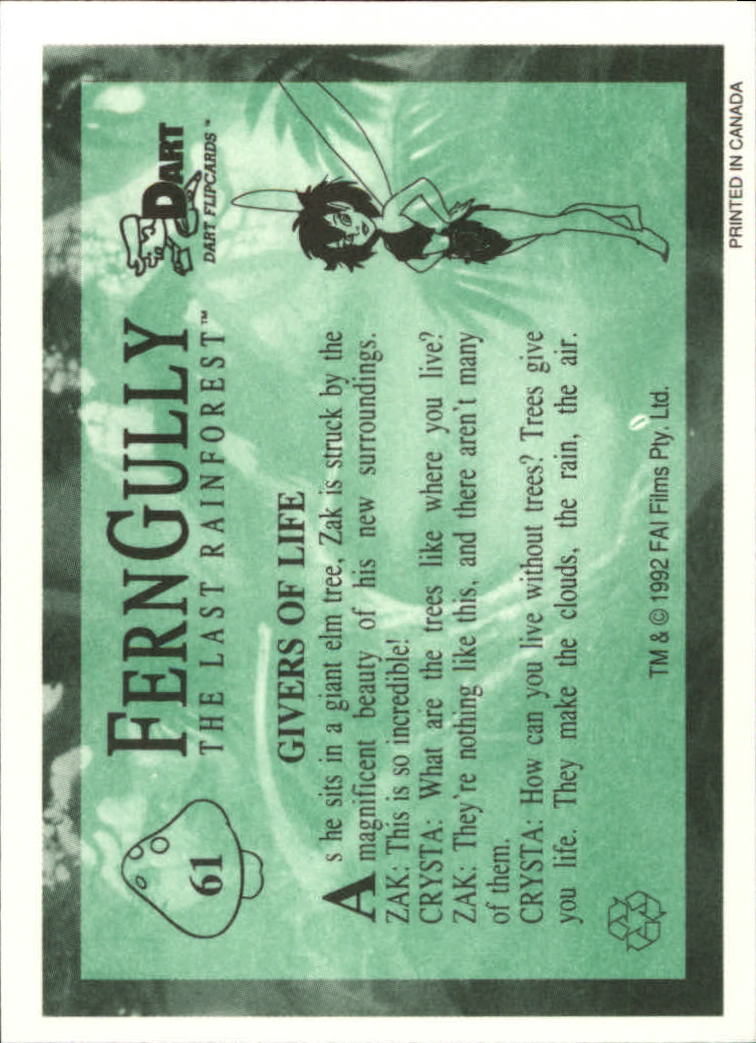 61
FERNGULLY
THE LAST RAINFOREST™
DART
DART FLIPCARDS™
GIVERS OF LIFE
As he sits in a giant elm tree, Zak is struck by the
magnificent beauty of his new surroundings.
ZAK: This is so incredible!
CRYSTA: What are the trees like where you live?
ZAK: They're nothing like this, and there aren't many
of them.
CRYSTA: How can you live without trees? Trees give
you life. They make the clouds, the rain, the air.
TM & © 1992 FAI Films Pty. Ltd.
PRINTED IN CANADA